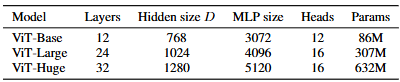 Model Layers Hidden size D MLP size Heads Params
ViT-Base 12 768 3072 12 86M
ViT-Large 24 1024 4096 16 307M
ViT-Huge 32 1280 5120 16 632M